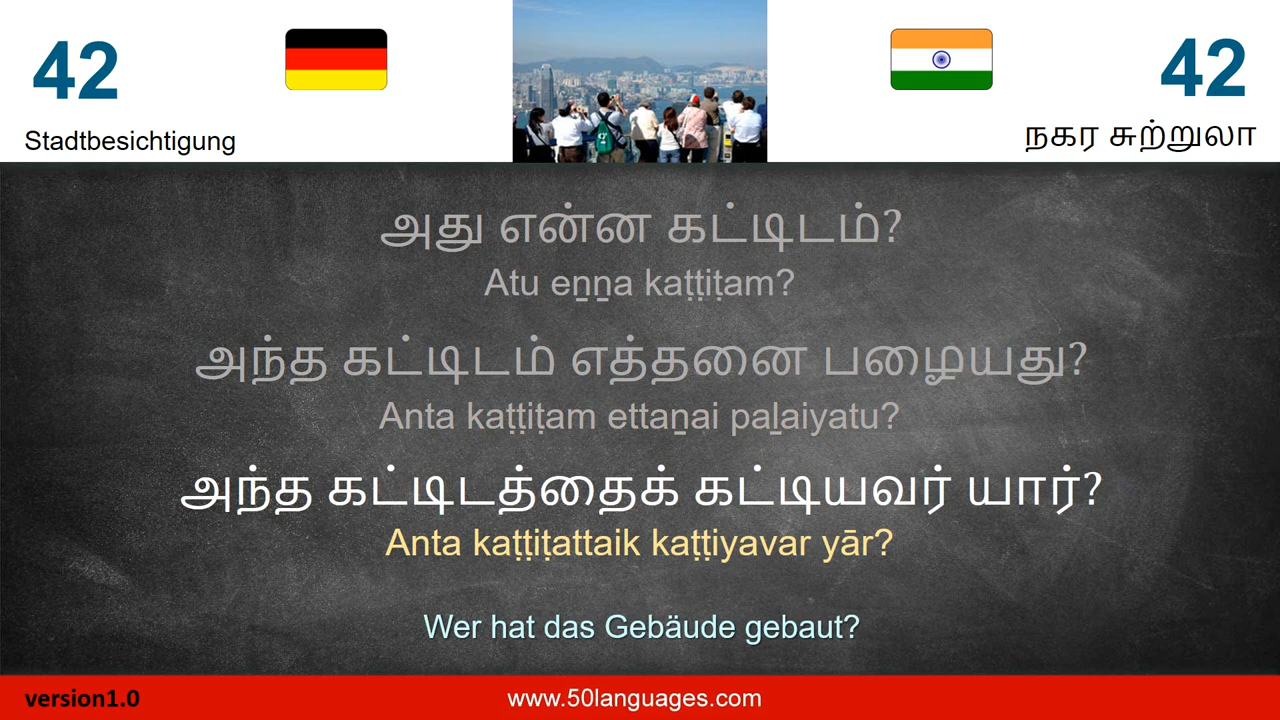 42
42
Stadtbesichtigung
நகர சுற்றுலா
அது என்ன கட்டிடம்?
Atu eṉṉa kaṭṭiṭam?
அந்த கட்டிடம் எத்தனை பழையது?
Anta kaṭṭiṭam ettaṉai paḻaiyatu?
அந்த கட்டிடத்தைக் கட்டியவர் யார்?
Anta kaṭṭiṭattaik kaṭṭiyavar yār?
Wer hat das Gebäude gebaut?
version1.0
www.50languages.com